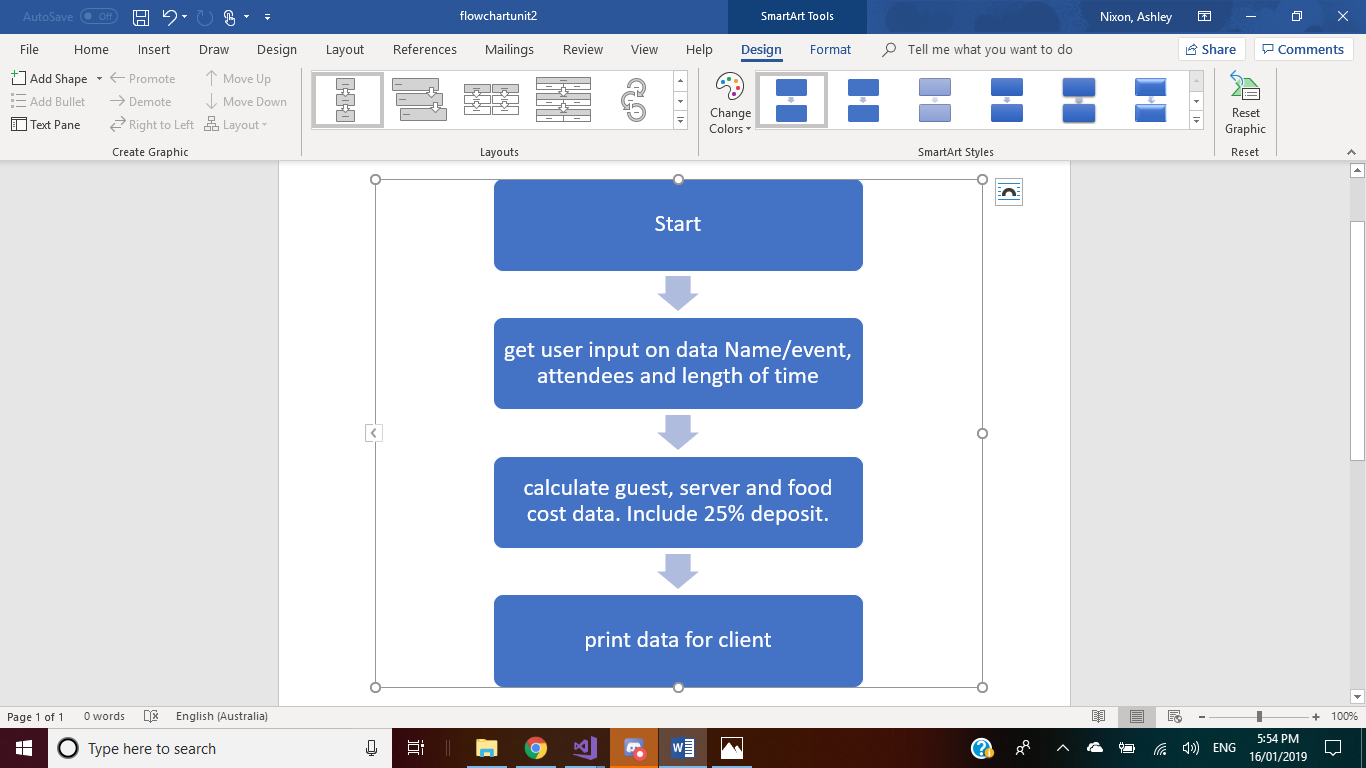 AutoSave Off
flowchartunit2
SmartArt Tools
Nixon, Ashley
File Home Insert Draw Design Layout References Mailings Review View Help Design Format Tell me what you want to do Share Comments
Add Shape Promote Move Up
Add Bullet Demote Move Down
Text Pane Right to Left Layout
Create Graphic
Layouts
Change
Colors
SmartArt Styles
Reset
Graphic
Reset
Start
get user input on data Name/event,
attendees and length of time
calculate guest, server and food
cost data. Include 25% deposit.
print data for client
Page 1 of 1 0 words English (Australia) 100%
Type here to search
ENG
5:54 PM
16/01/2019